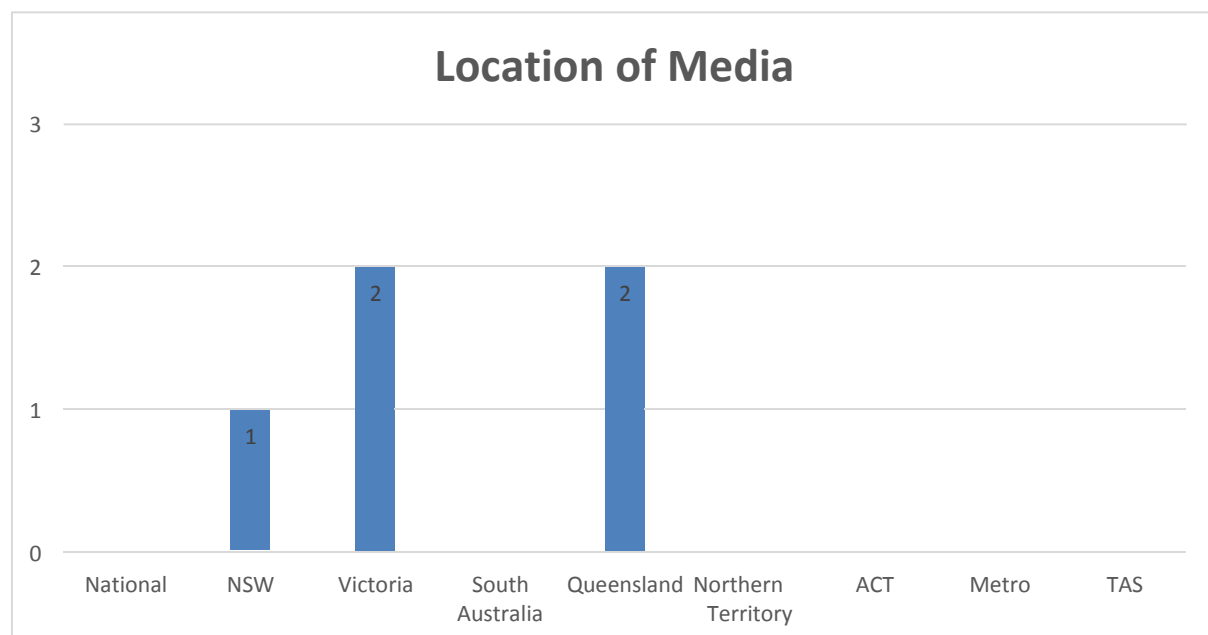 Location of Media
3
2
2 2
1
1
0
National NSW Victoria South Queensland Northern ACT Metro TAS
Australia Territory